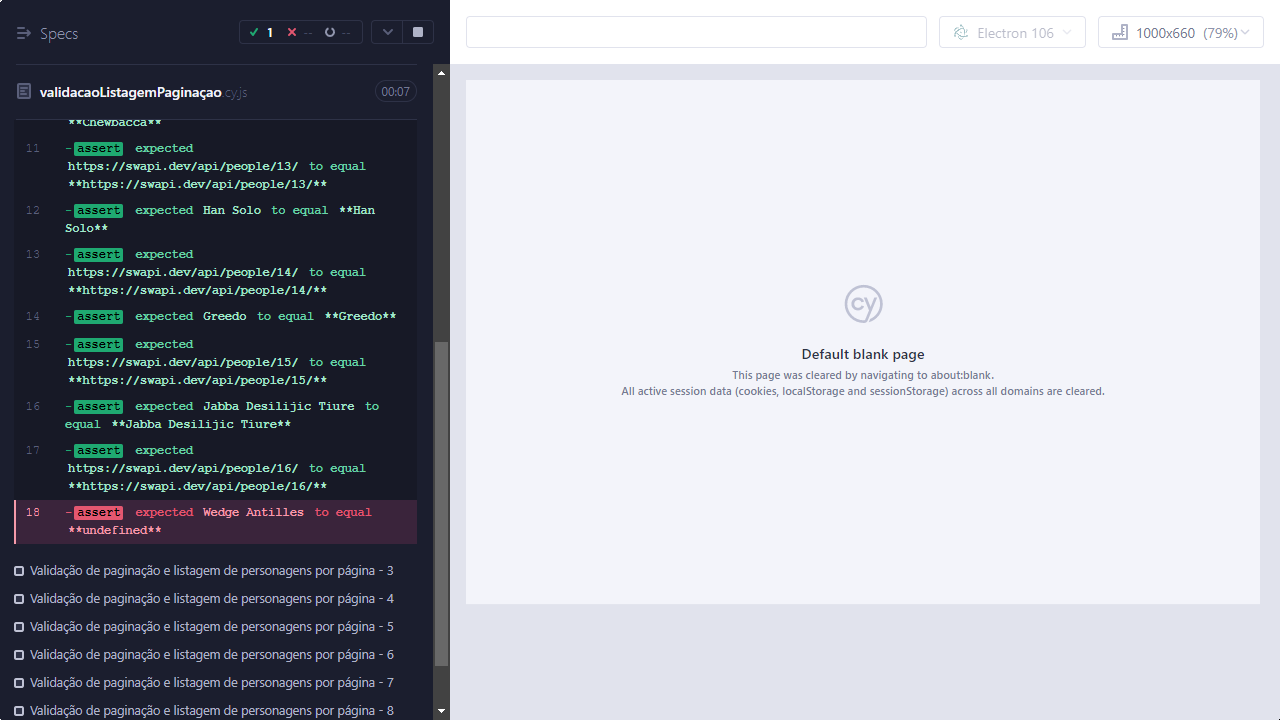 Specs
1
--
--
Electron 106
1000x660 (79%)
validacaoListagemPaginaçao.cy.js
00:07
**Chewbacca**
11 -assert expected
https://swapi.dev/api/people/13/ to equal
**https://swapi.dev/api/people/13/**
12 -assert expected Han Solo to equal **Han
Solo**
13 -assert expected
https://swapi.dev/api/people/14/ to equal
**https://swapi.dev/api/people/14/**
14 -assert expected Greedo to equal **Greedo**
15 -assert expected
https://swapi.dev/api/people/15/ to equal
**https://swapi.dev/api/people/15/**
16 -assert expected Jabba Desilijic Tiure to
equal **Jabba Desilijic Tiure**
17 -assert expected
https://swapi.dev/api/people/16/ to equal
**https://swapi.dev/api/people/16/**
18 -assert expected Wedge Antilles to equal
**undefined**
Validação de paginação e listagem de personagens por página - 3
Validação de paginação e listagem de personagens por página - 4
Validação de paginação e listagem de personagens por página - 5
Validação de paginação e listagem de personagens por página - 6
Validação de paginação e listagem de personagens por página - 7
Validação de paginação e listagem de personagens por página - 8
cy
Default blank page
This page was cleared by navigating to about:blank.
All active session data (cookies, localStorage and sessionStorage) across all domains are cleared.